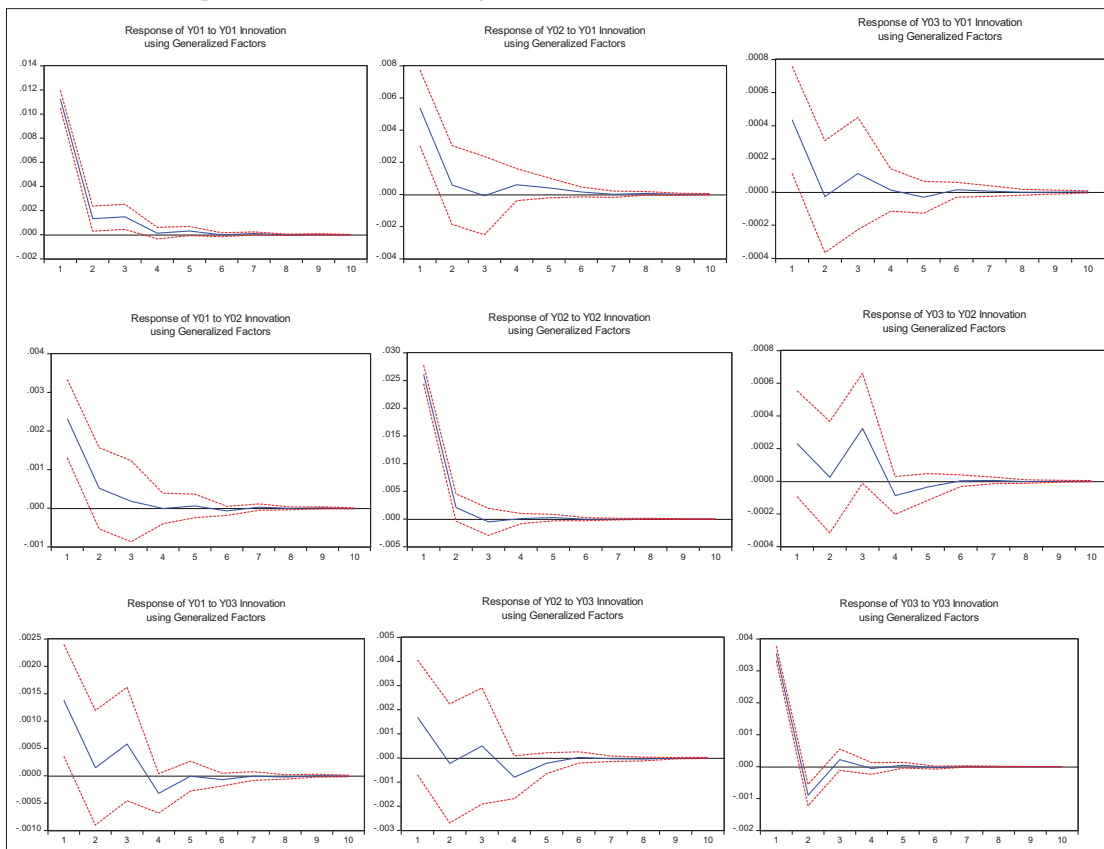 Response of Y01 to Y01 Innovation
using Generalized Factors
.014
.012
.010
.008
.006
.004
.002
.000
-.002
1 2 3 4 5 6 7 8 9 10
Response of Y02 to Y01 Innovation
using Generalized Factors
.008
.006
.004
.002
.000
-.002
-.004
1 2 3 4 5 6 7 8 9 10
Response of Y03 to Y01 Innovation
using Generalized Factors
.0008
.0006
.0004
.0002
.0000
-.0002
-.0004
1 2 3 4 5 6 7 8 9 10
Response of Y01 to Y02 Innovation
using Generalized Factors
.004
.003
.002
.001
.000
-.001
1 2 3 4 5 6 7 8 9 10
Response of Y02 to Y02 Innovation
using Generalized Factors
.030
.025
.020
.015
.010
.005
.000
-.005
1 2 3 4 5 6 7 8 9 10
Response of Y03 to Y02 Innovation
using Generalized Factors
.0008
.0006
.0004
.0002
.0000
-.0002
-.0004
1 2 3 4 5 6 7 8 9 10
Response of Y01 to Y03 Innovation
using Generalized Factors
.0025
.0020
.0015
.0010
.0005
.0000
-.0005
-.0010
1 2 3 4 5 6 7 8 9 10
Response of Y02 to Y03 Innovation
using Generalized Factors
.005
.004
.003
.002
.001
.000
-.001
-.002
-.003
1 2 3 4 5 6 7 8 9 10
Response of Y03 to Y03 Innovation
using Generalized Factors
.004
.003
.002
.001
.000
-.001
-.002
1 2 3 4 5 6 7 8 9 10